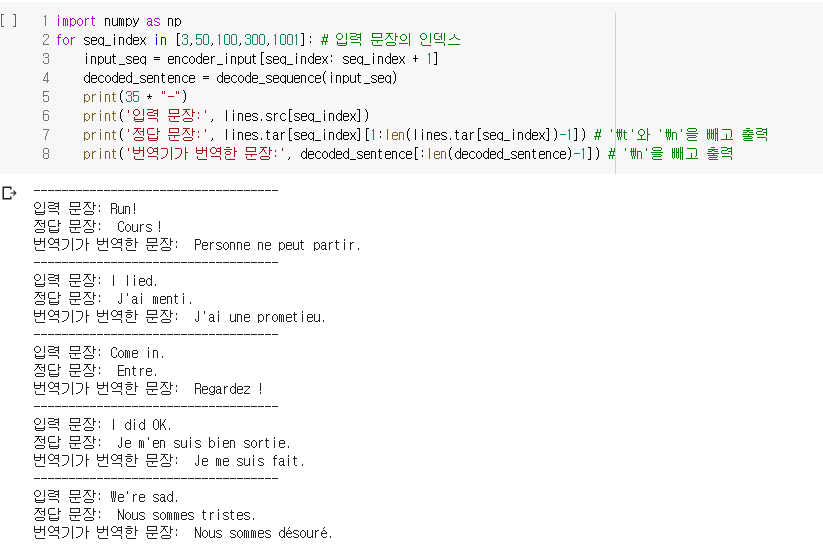 [ ] 1 import numpy as np
2 for seq_index in [3,50,100,300,1001]: # 입력 문장의 인덱스
3 input_seq = encoder_input[seq_index: seq_index + 1]
4 decoded_sentence = decode_sequence(input_seq)
5 print(35 * "-")
6 print('입력 문장:', lines.src[seq_index])
7 print('정답 문장:', lines.tar[seq_index][1:len(lines.tar[seq_index])-1]) # '₩t'와 '₩n'을 빼고 출력
8 print('번역기가 번역한 문장:', decoded_sentence[:len(decoded_sentence)-1]) # '₩n'을 빼고 출력
-----------------------------------
입력 문장: Run!
정답 문장:  Cours !
번역기가 번역한 문장:  Personne ne peut partir.
-----------------------------------
입력 문장: I lied.
정답 문장:  J'ai menti.
번역기가 번역한 문장:  J'ai une prometieu.
-----------------------------------
입력 문장: Come in.
정답 문장:  Entre.
번역기가 번역한 문장:  Regardez !
-----------------------------------
입력 문장: I did OK.
정답 문장:  Je m'en suis bien sortie.
번역기가 번역한 문장:  Je me suis fait.
-----------------------------------
입력 문장: We're sad.
정답 문장:  Nous sommes tristes.
번역기가 번역한 문장:  Nous sommes désouré.